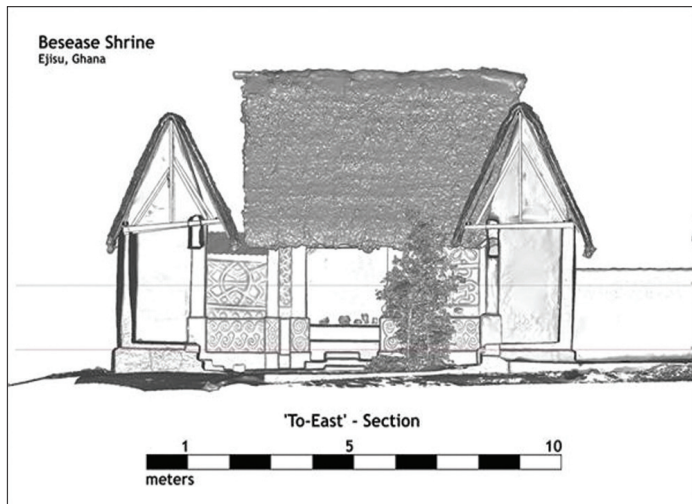 Besease Shrine
Ejisu, Ghana
'To-East' - Section
1 5 10
meters